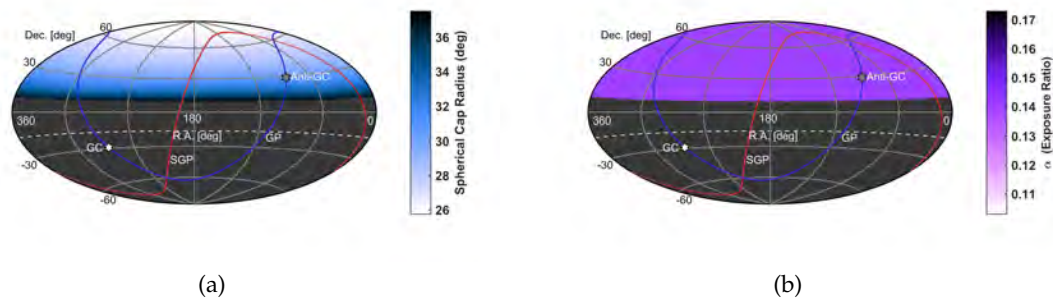 Dec. [deg]
60
30
360
-30
-60
180
R.A. [deg]
0
Anti-GC
GP
GC
SGP
180
36
34
32
30
28
26
Spherical Cap Radius (deg)
Dec. [deg]
60
30
360
-30
-60
180
R.A. [deg]
0
Anti-GC
GP
GC
SGP
180
0.17
0.16
0.15
0.14
0.13
0.12
0.11
α (Exposure Ratio)
(a)
(b)